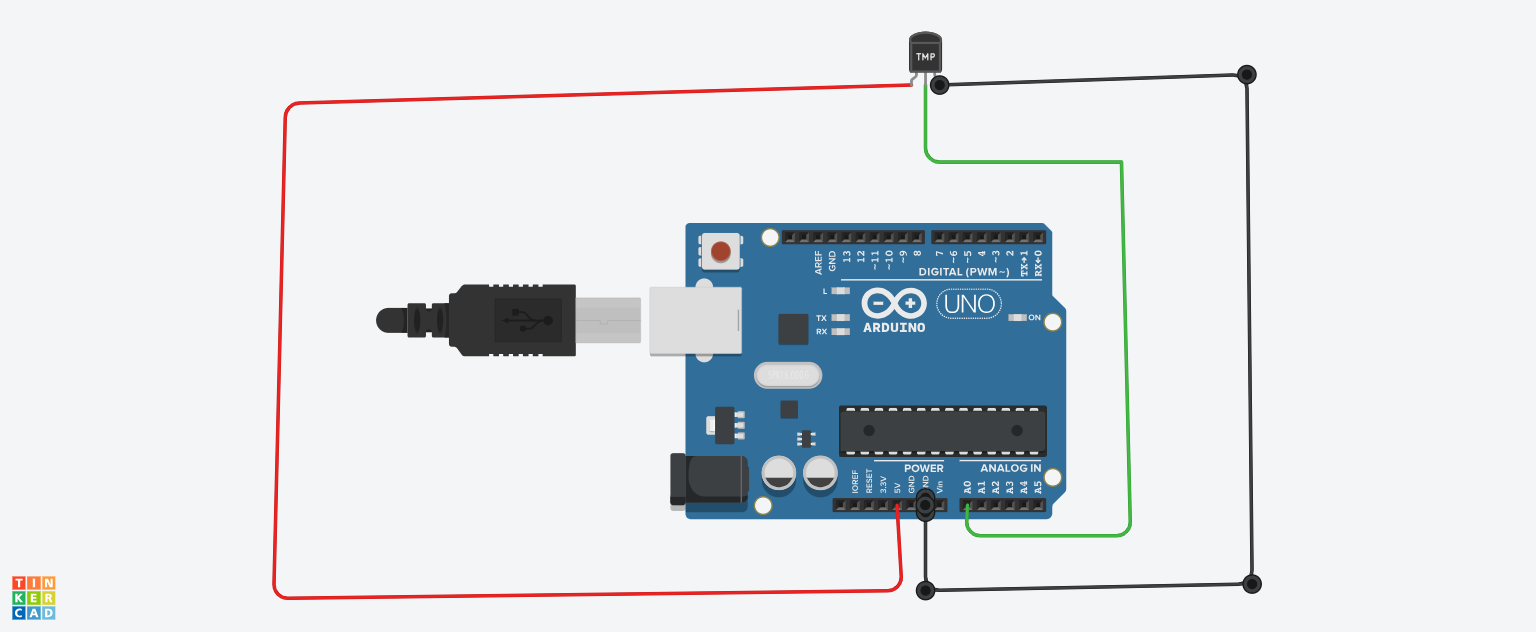 TMP
AREF
GND
13
12
~11
~10
~9
8
7
~6
~5
4
~3
2
TX→1
RX←0
DIGITAL (PWM~)
L
TX
RX
ARDUINO
UNO
ON
POWER
ANALOG IN
IOREF
RESET
3.3V
5V
GND
Vin
A0
A1
A2
A3
A4
A5
TIN
KER
CAD